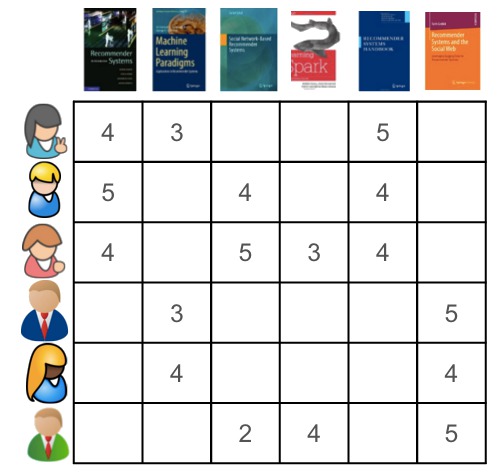 Recommender
Systems
Machine
Learning
Paradigms
Social Network-Based
Recommender
Systems
Spark
RECOMMENDER
SYSTEMS
HANDBOOK
Recommender
Systems and the
Social Web
4 3 5
5 4 4
4 5 3 4
3 5
4 4
2 4 5